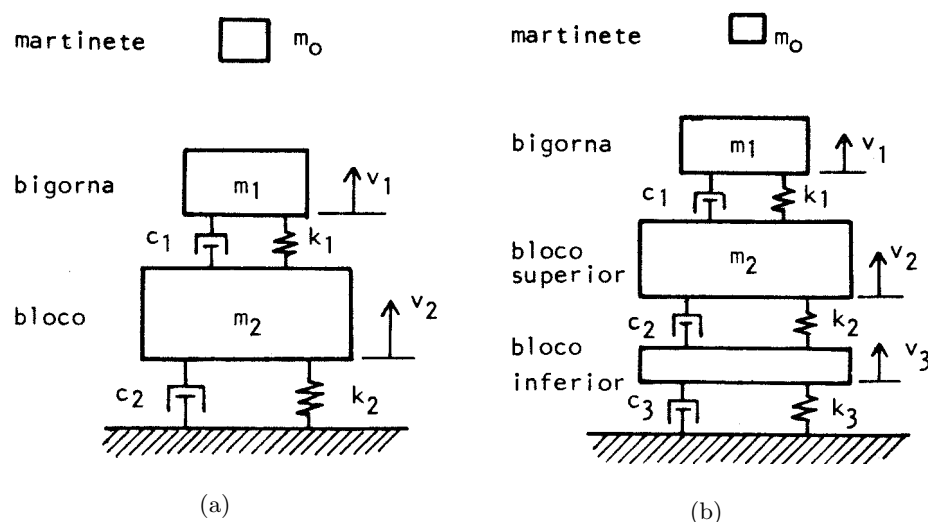 martinete m₀
bigorna m₁ v₁
c₁ k₁
bloco m₂ v₂
c₂ k₂
(a)
martinete m₀
bigorna m₁ v₁
c₁ k₁
bloco
superior m₂ v₂
c₂ k₂
bloco
inferior v₃
c₃ k₃
(b)